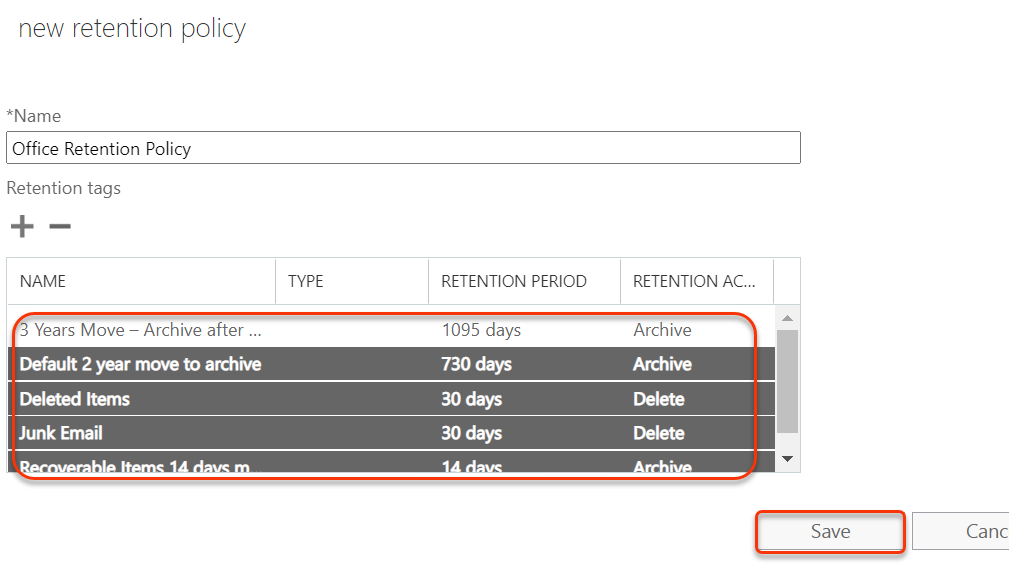 new retention policy
*Name
Office Retention Policy
Retention tags
NAME TYPE RETENTION PERIOD RETENTION AC...
3 Years Move – Archive after ... 1095 days Archive
Default 2 year move to archive 730 days Archive
Deleted Items 30 days Delete
Junk Email 30 days Delete
Recoverable Items 14 days m... 14 days Archive
Save Canc